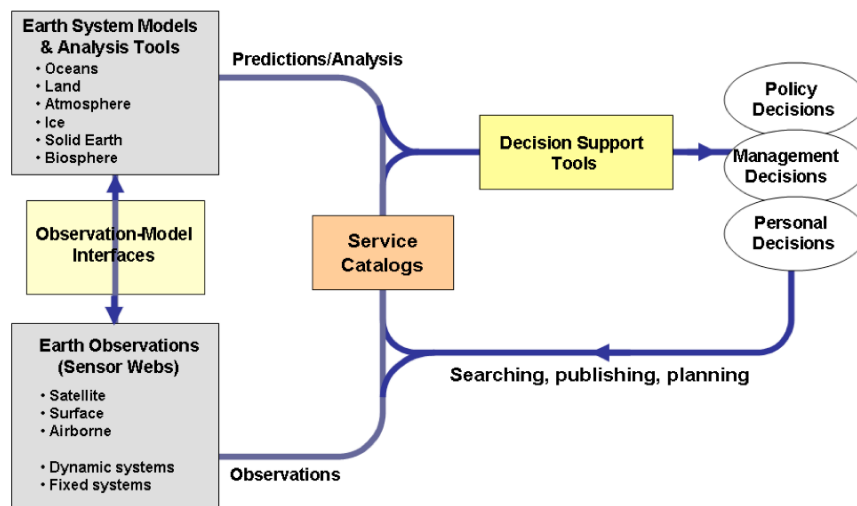 Earth System Models
& Analysis Tools
• Oceans
• Land
• Atmosphere
• Ice
• Solid Earth
• Biosphere
Predictions/Analysis
Observation-Model
Interfaces
Service
Catalogs
Decision Support
Tools
Policy
Decisions
Management
Decisions
Personal
Decisions
Earth Observations
(Sensor Webs)
• Satellite
• Surface
• Airborne
• Dynamic systems
• Fixed systems
Observations
Searching, publishing, planning